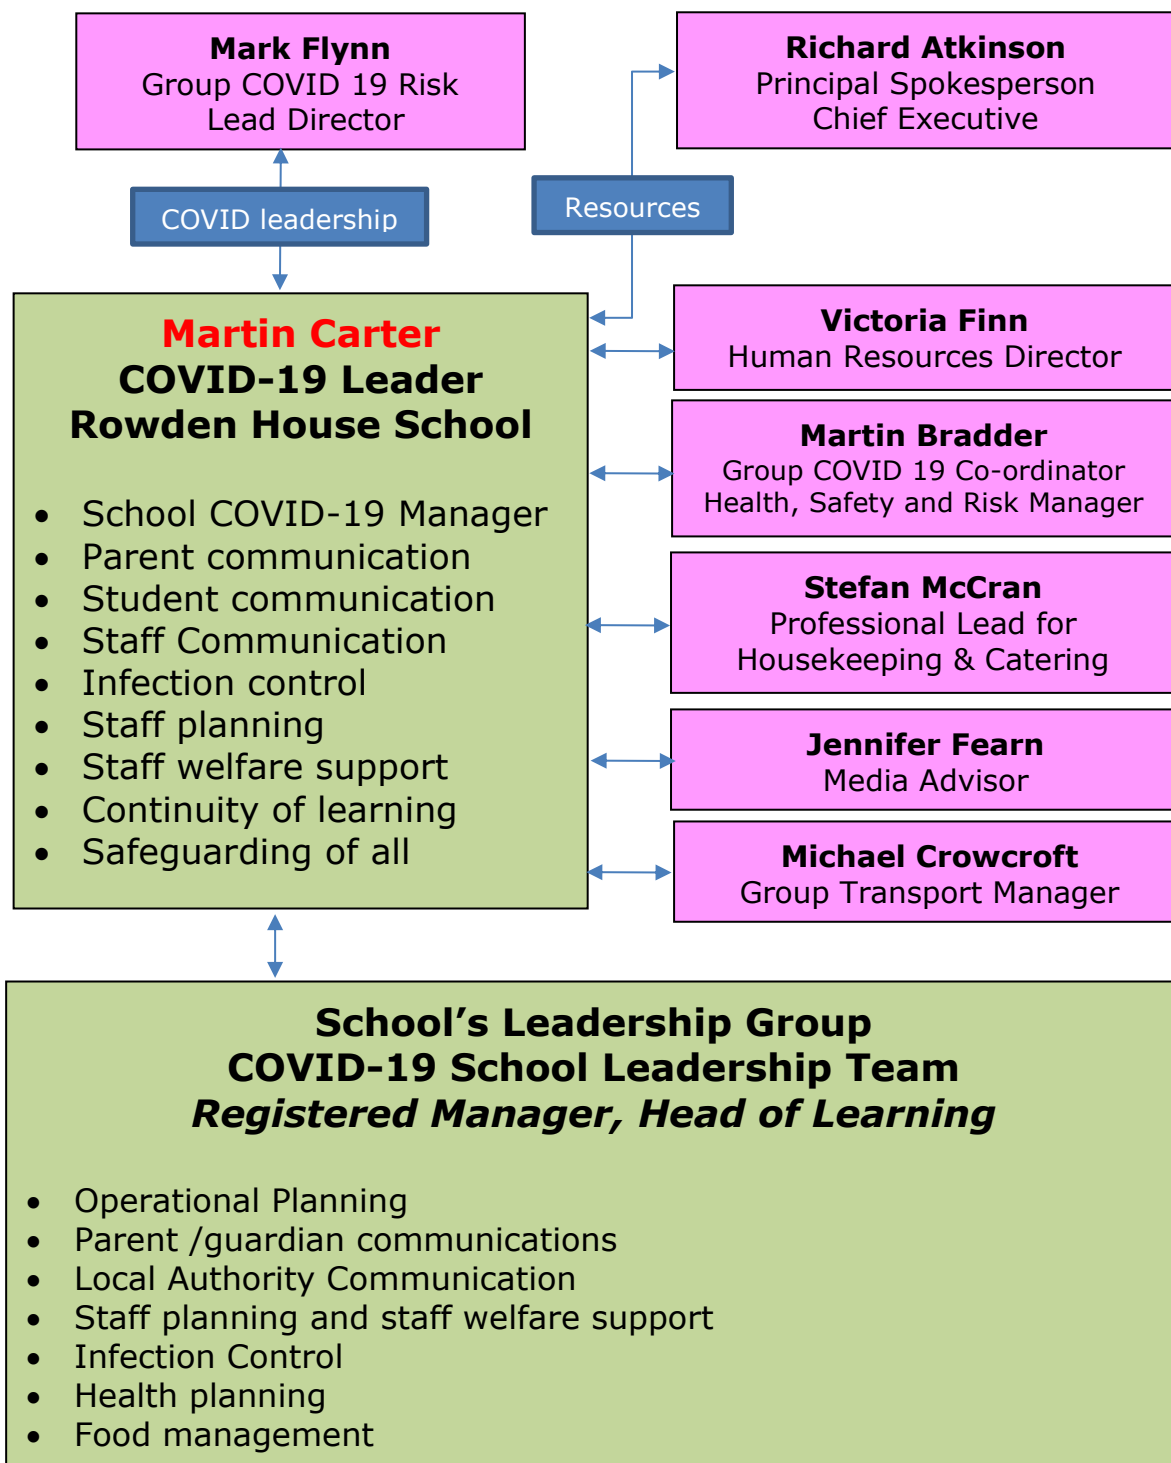 Mark Flynn
Group COVID 19 Risk
Lead Director
Richard Atkinson
Principal Spokesperson
Chief Executive
COVID leadership
Resources
Martin Carter
COVID-19 Leader
Rowden House School
• School COVID-19 Manager
• Parent communication
• Student communication
• Staff Communication
• Infection control
• Staff planning
• Staff welfare support
• Continuity of learning
• Safeguarding of all
Victoria Finn
Human Resources Director
Martin Bradder
Group COVID 19 Co-ordinator
Health, Safety and Risk Manager
Stefan McCran
Professional Lead for
Housekeeping & Catering
Jennifer Fearn
Media Advisor
Michael Crowcroft
Group Transport Manager
School’s Leadership Group
COVID-19 School Leadership Team
Registered Manager, Head of Learning
• Operational Planning
• Parent /guardian communications
• Local Authority Communication
• Staff planning and staff welfare support
• Infection Control
• Health planning
• Food management